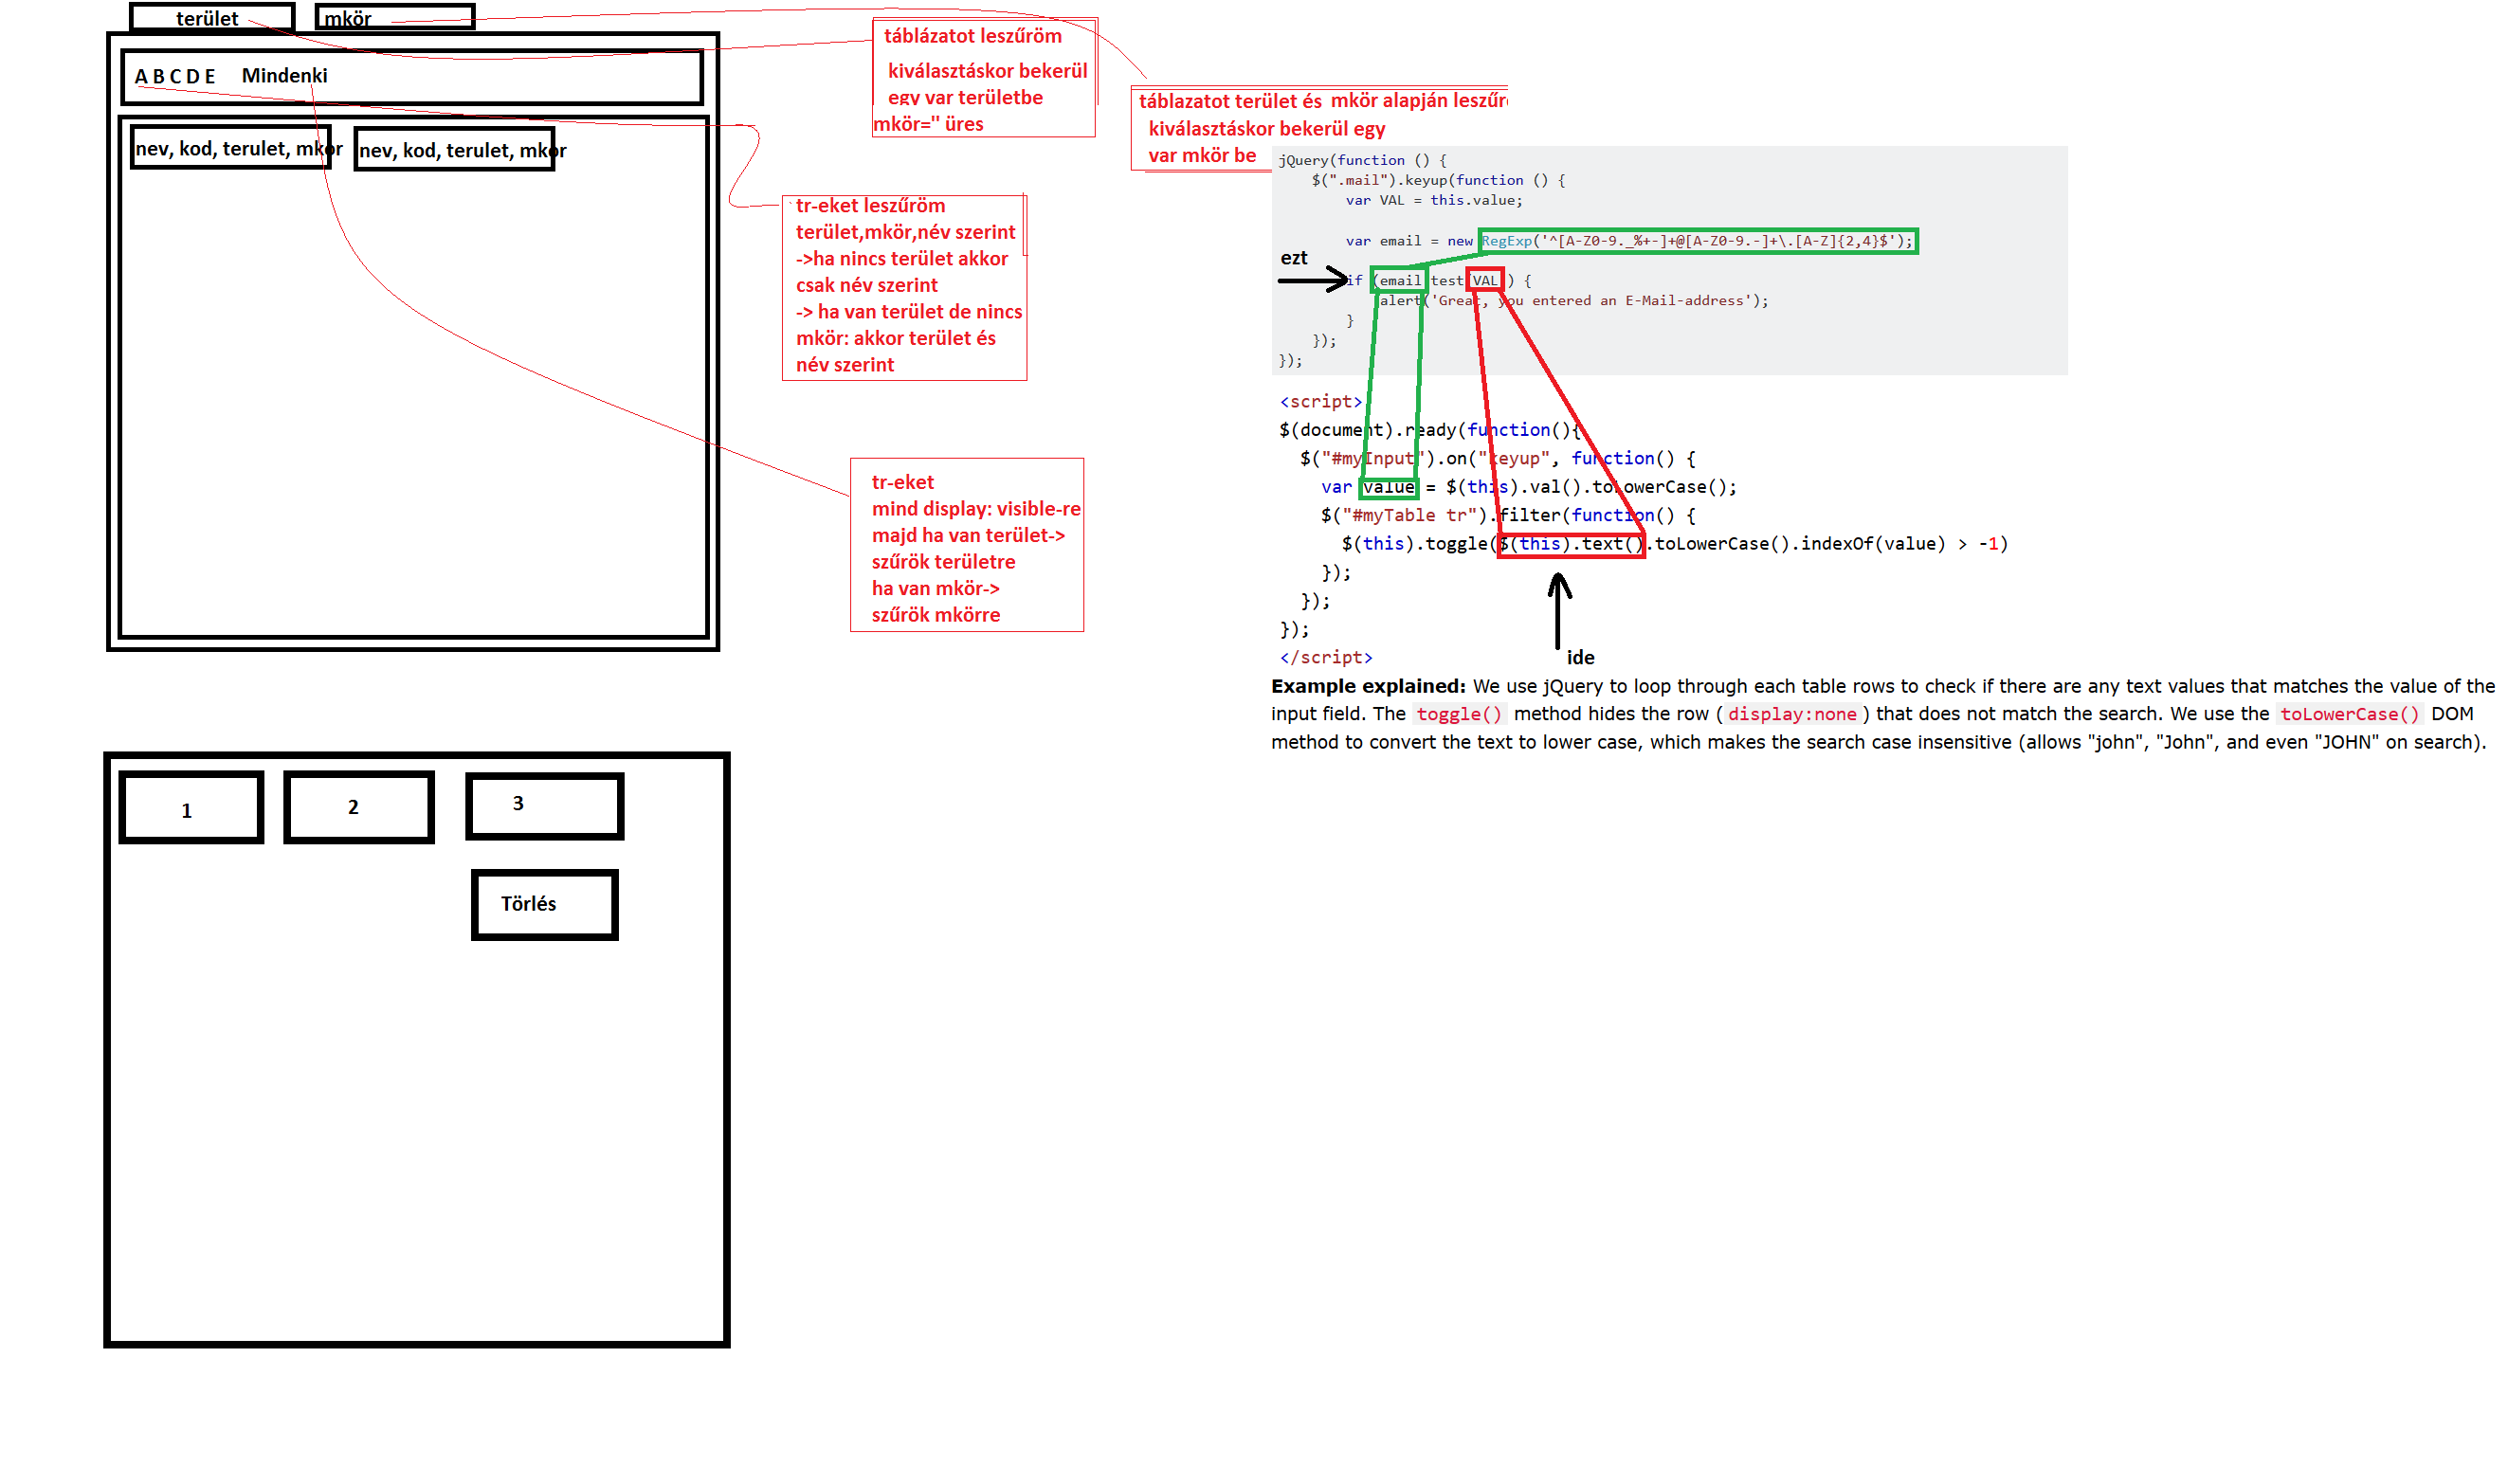 terület
mkör
A B C D E Mindenki
nev, kod, terulet, mkor
nev, kod, terulet, mkor
táblázatot leszűröm
kiválasztáskor bekerül
egy var területbe
mkör='' üres
táblazatot terület és mkör alapján leszűr
kiválasztáskor bekerül egy
var mkör be
tr-eket leszűröm
terület,mkör,név szerint
->ha nincs terület akkor
csak név szerint
-> ha van terület de nincs
mkör: akkor terület és
név szerint
tr-eket
mind display: visible-re
majd ha van terület->
szűrök területre
ha van mkör->
szűrök mkörre
jQuery(function () {
$(".mail").keyup(function () {
var VAL = this.value;
var email = new RegExp('^[A-Z0-9._%+-]+@[A-Z0-9.-]+\.[A-Z]{2,4}$');
ezt
if (email test VAL ) {
alert('Great, you entered an E-Mail-address');
}
});
});
<script>
$(document).ready(function(){
$("#myInput").on("keyup", function() {
var value = $(this).val().toLowerCase();
$("#myTable tr").filter(function() {
$(this).toggle($(this).text().toLowerCase().indexOf(value) > -1)
});
});
});
</script>
ide
Example explained: We use jQuery to loop through each table rows to check if there are any text values that matches the value of the
input field. The toggle() method hides the row (display:none) that does not match the search. We use the toLowerCase() DOM
method to convert the text to lower case, which makes the search case insensitive (allows "john", "John", and even "JOHN" on search).
1
2
3
Törlés